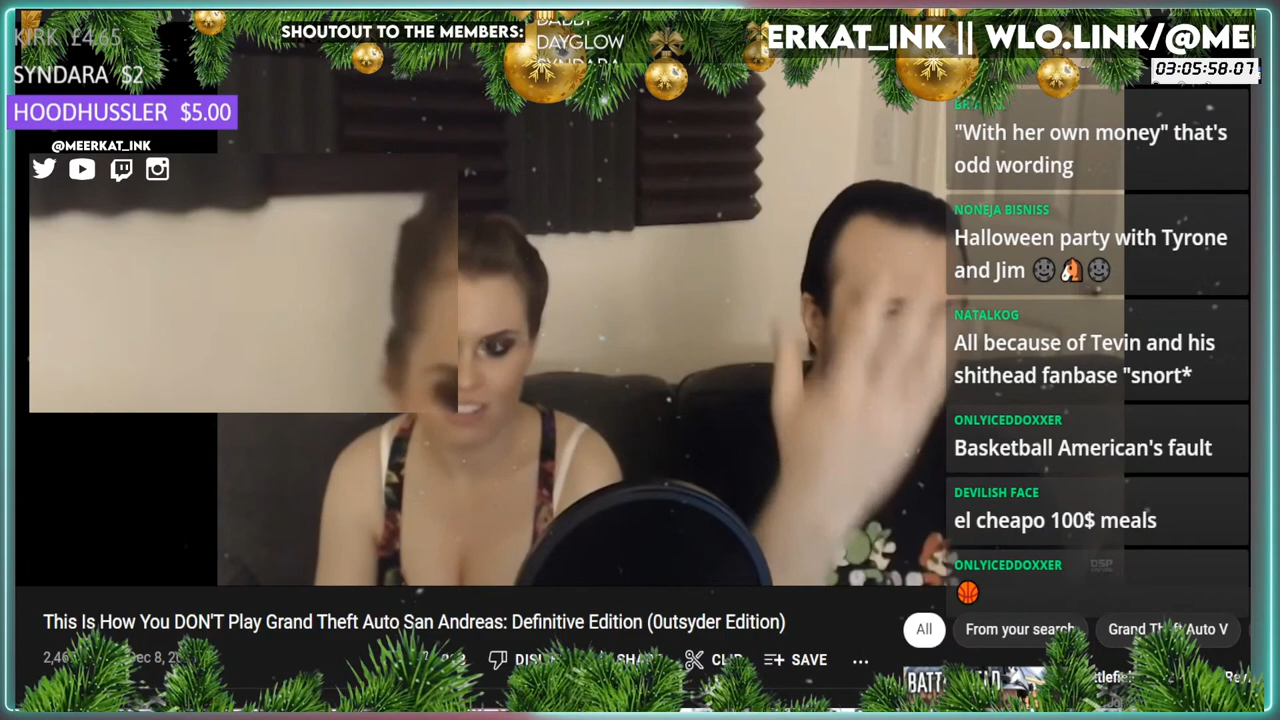 KIRK £4.65
SYNDARA $2
HOODHUSSLER $5.00
@MEERKAT_INK
SHOUTOUT TO THE MEMBERS:
DAYGLOW
ERKAT_INK || WLO.LINK/@MEI
03:05:58.07
"With her own money" that's
odd wording
NONEJA BISNISS
Halloween party with Tyrone
and Jim
NATALKOG
All because of Tevin and his
shithead fanbase "snort*
ONLYICEDDOXXER
Basketball American's fault
DEVILISH FACE
el cheapo 100$ meals
ONLYICEDDOXXER
DSP
This Is How You DON'T Play Grand Theft Auto San Andreas: Definitive Edition (0utsyder Edition)
All
From your search
Grand Theft Auto V
SAVE